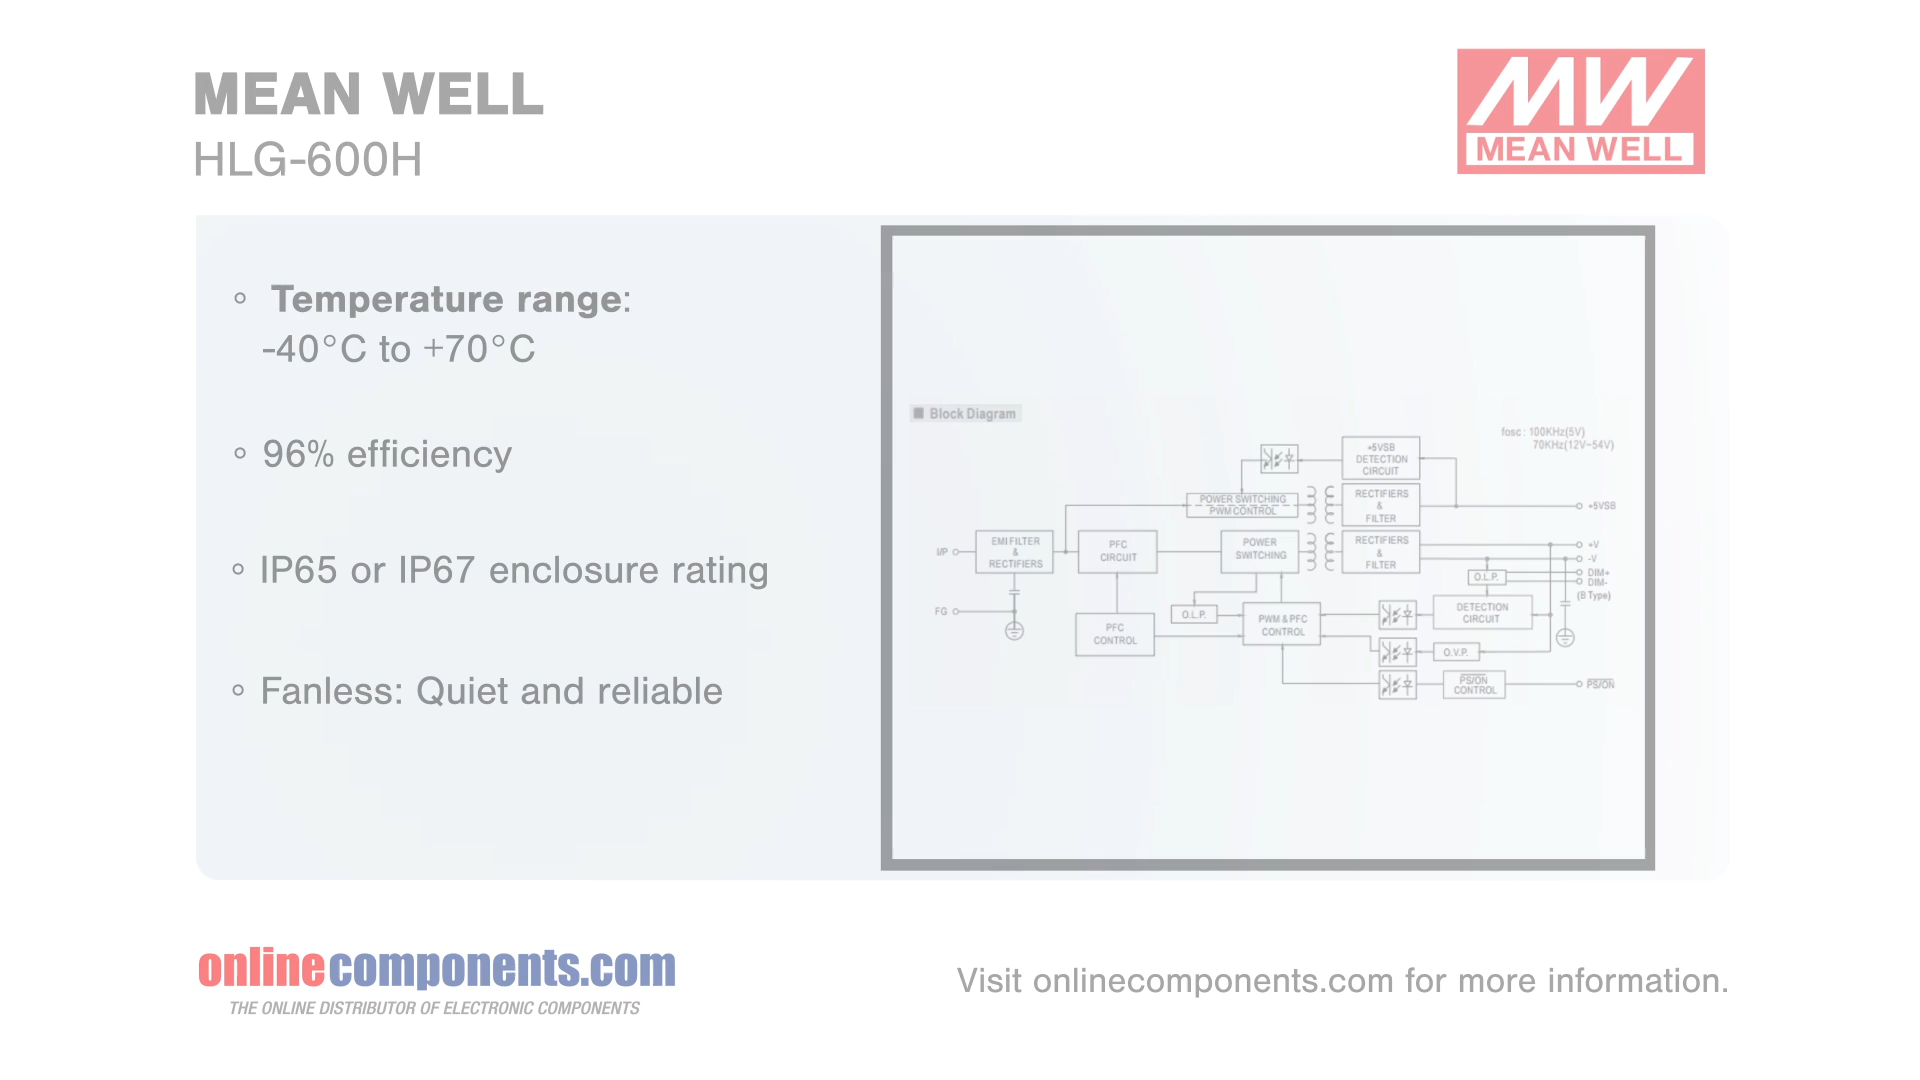 MEAN WELL
HLG-600H
MW
MEAN WELL
◦ Temperature range:
-40°C to +70°C
◦ 96% efficiency
◦ IP65 or IP67 enclosure rating
◦ Fanless: Quiet and reliable
■ Block Diagram
fosc : 100KHz(5V)
70KHz(12V~54V)
+5VSB
DETECTION
CIRCUIT
POWER SWITCHING
PWM CONTROL
RECTIFIERS
&
FILTER
+5VSB
I/P
EMI FILTER
&
RECTIFIERS
PFC
CIRCUIT
POWER
SWITCHING
RECTIFIERS
&
FILTER
+V
-V
O.L.P.
DIM+
DIM-
(B Type)
FG
PFC
CONTROL
O.L.P.
PWM & PFC
CONTROL
DETECTION
CIRCUIT
O.V.P.
PS/ON
CONTROL
PS/ON
onlinecomponents.com
THE ONLINE DISTRIBUTOR OF ELECTRONIC COMPONENTS
Visit onlinecomponents.com for more information.